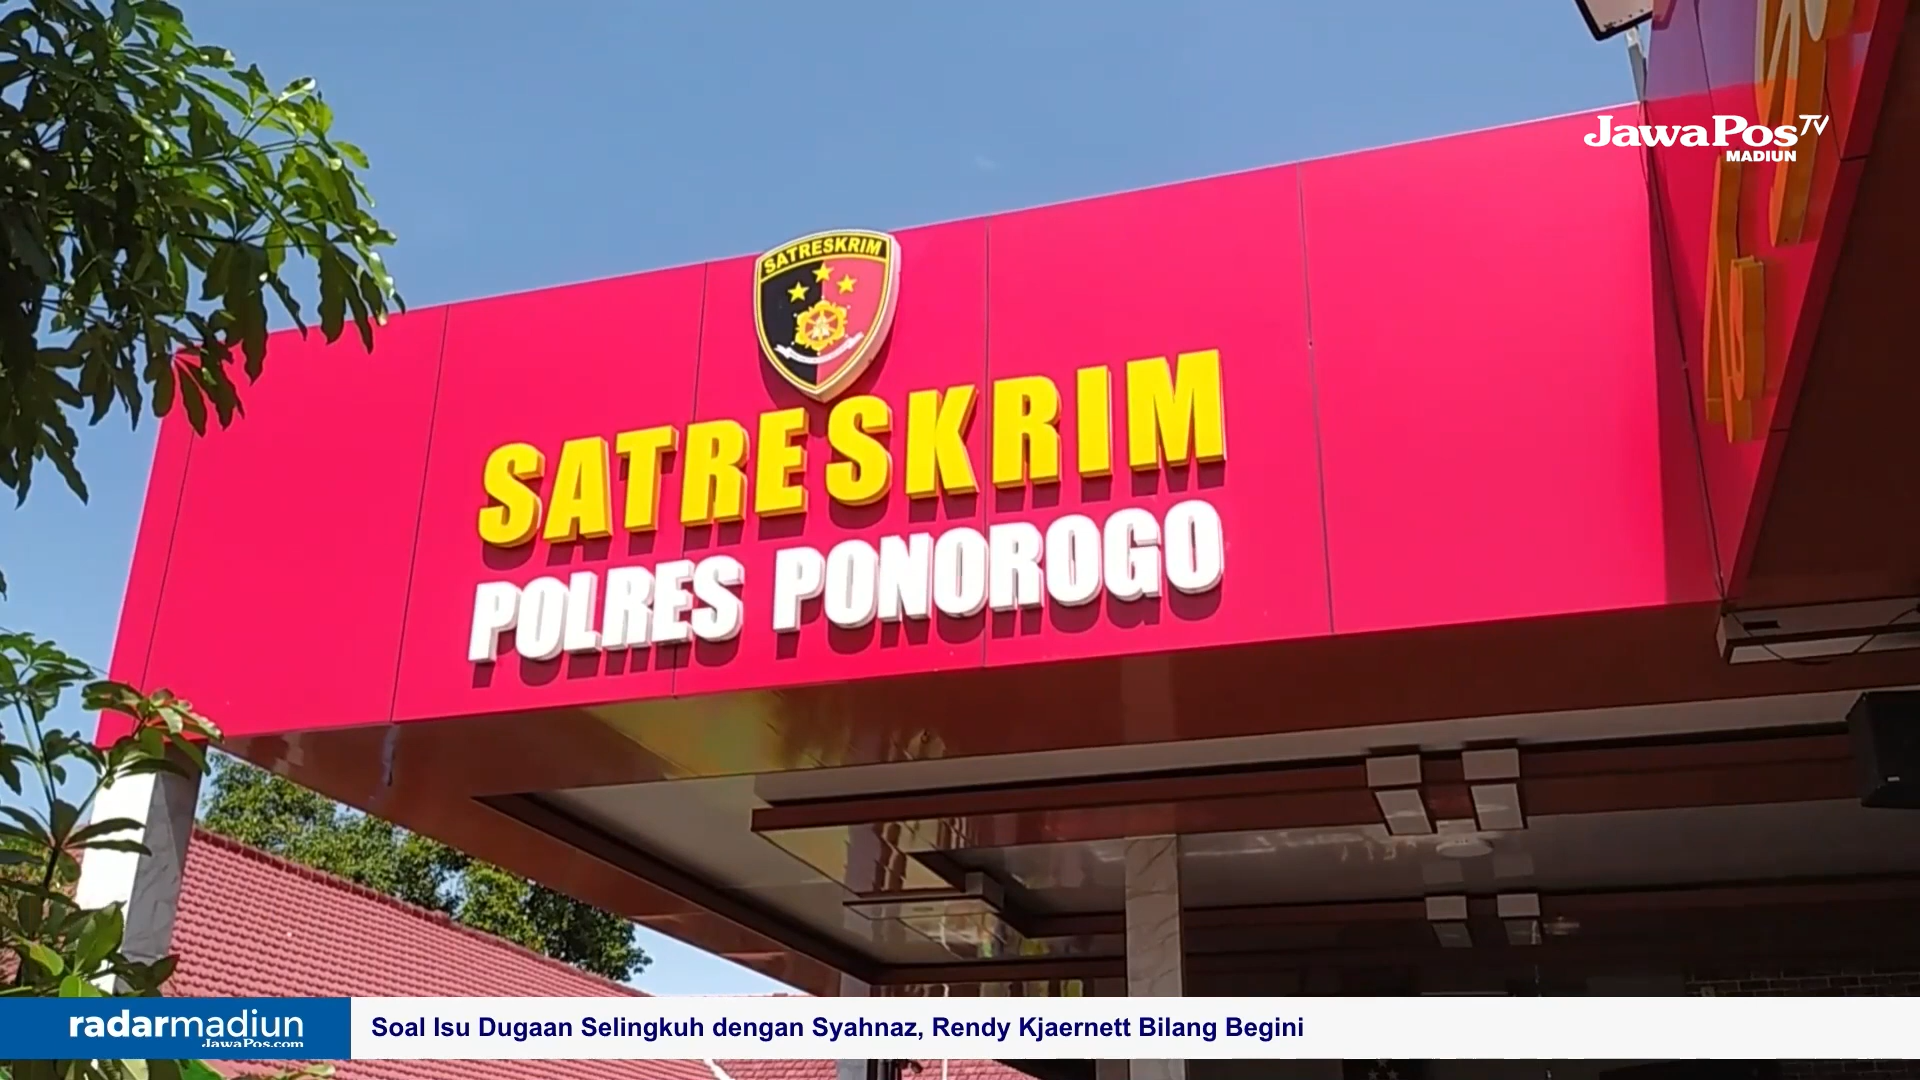 JawaPos TV
MADIUN
SATRESKRIM
SATRESKRIM
POLRES PONOROGO
radarmadiun
JawaPos.com
Soal Isu Dugaan Selingkuh dengan Syahnaz, Rendy Kjaernett Bilang Begini